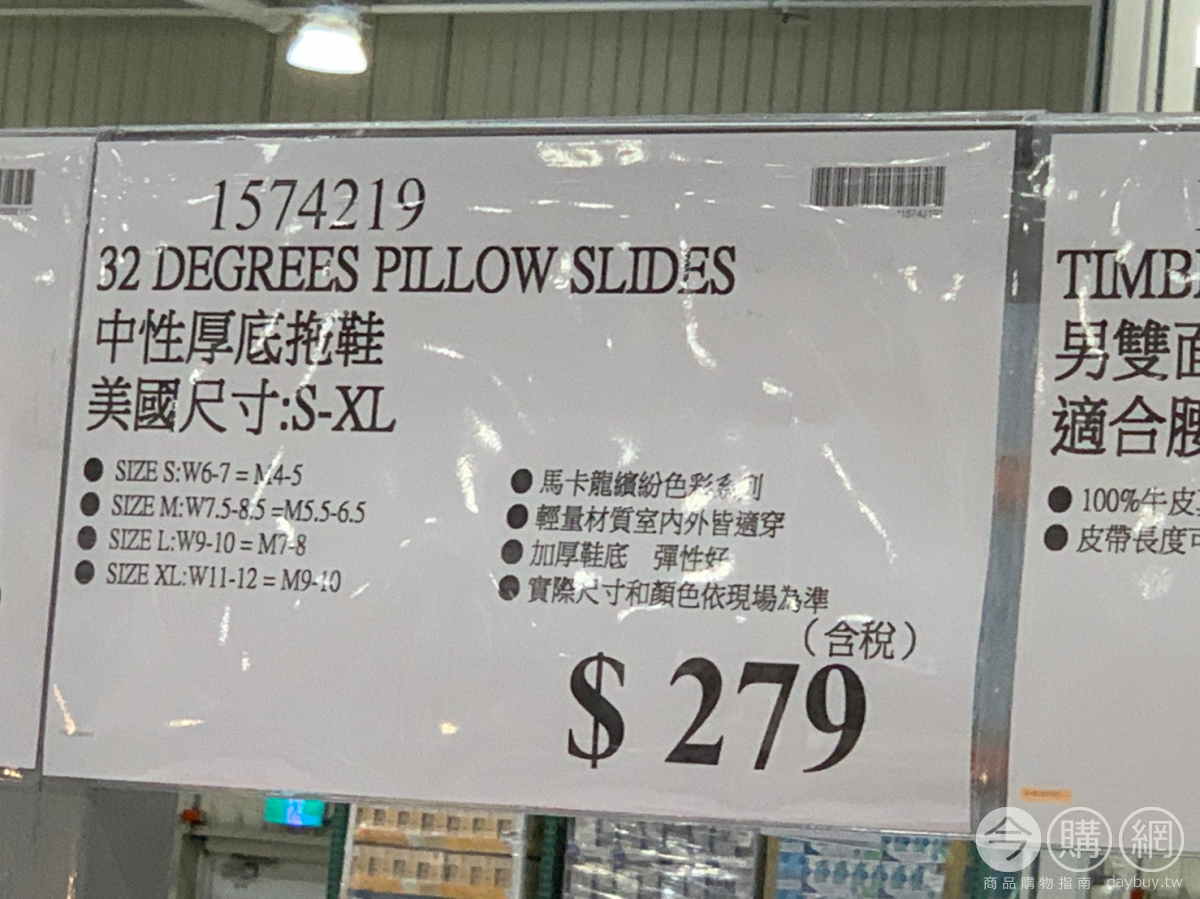 1574219
*1574219*
32 DEGREES PILLOW SLIDES
中性厚底拖鞋
美國尺寸:S-XL
● SIZE S:W6-7 = M4-5
● SIZE M:W7.5-8.5 =M5.5-6.5
● SIZE L:W9-10 = M7-8
● SIZE XL:W11-12 = M9-10
● 馬卡龍繽紛色彩系列
● 輕量材質室內外皆適穿
● 加厚鞋底 彈性好
● 實際尺寸和顏色依現場為準
(含稅)
$ 279
TIMB
男雙面
適合腰
● 100%牛皮
● 皮帶長度可
今購網
商品購物指南 daybuy.tw